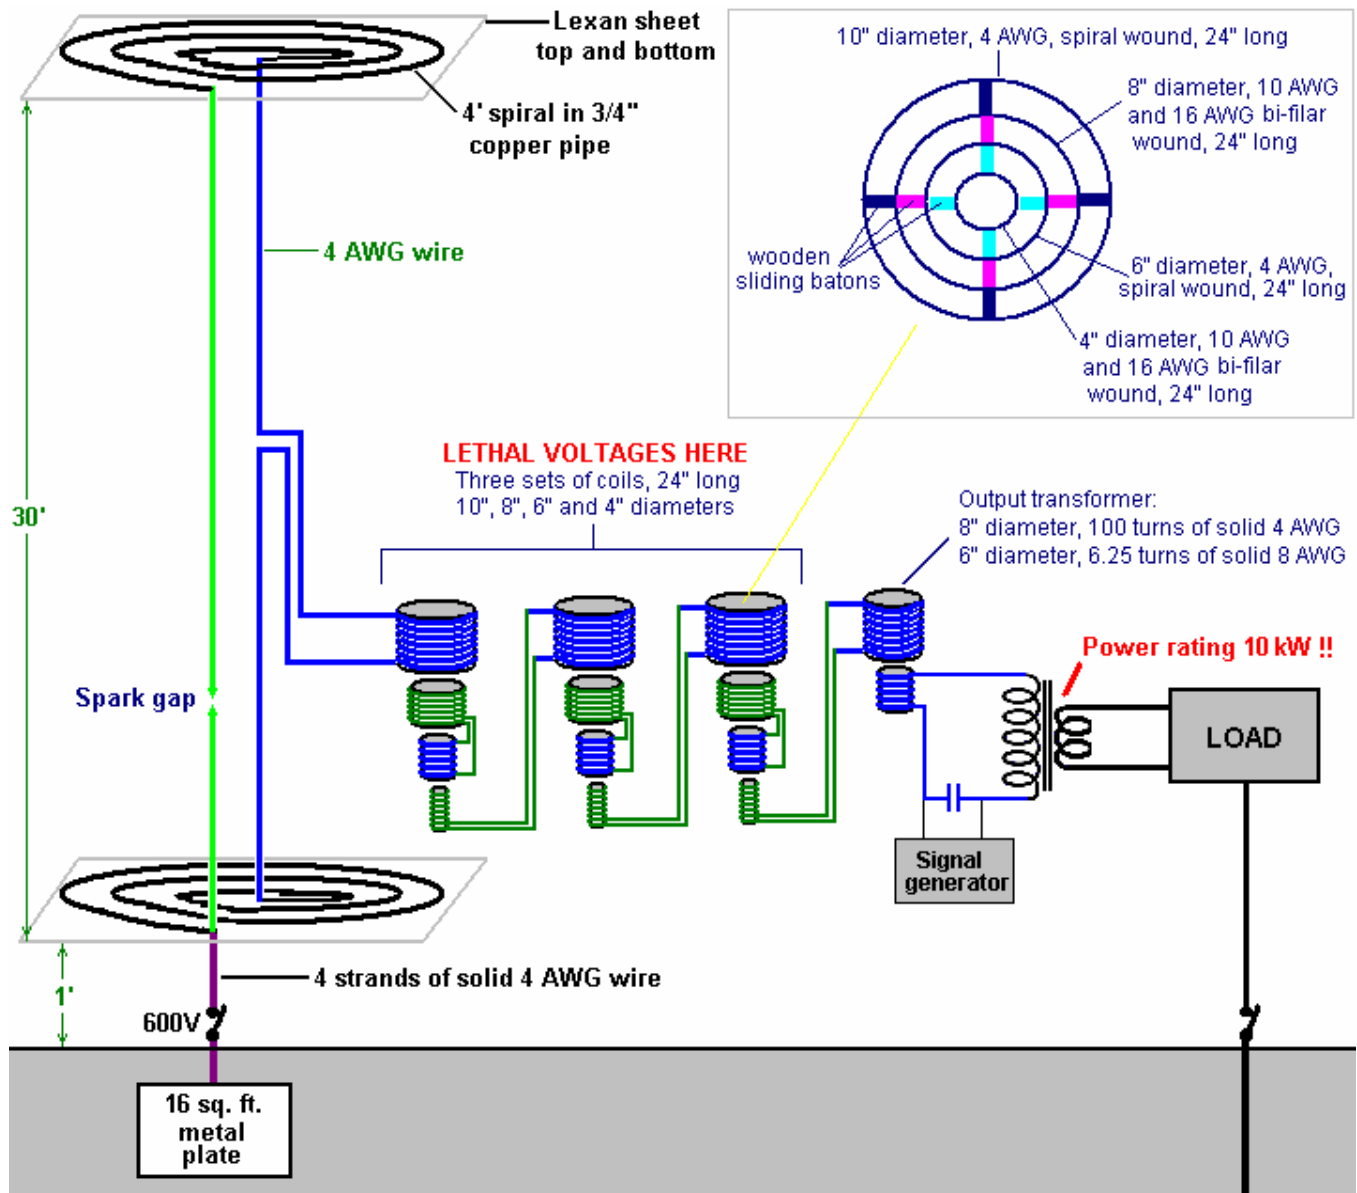 Lexan sheet
top and bottom
4' spiral in 3/4"
copper pipe
10" diameter, 4 AWG, spiral wound, 24" long
8" diameter, 10 AWG
and 16 AWG bi-filar
wound, 24" long
wooden
sliding batons
6" diameter, 4 AWG,
spiral wound, 24" long
4" diameter, 10 AWG
and 16 AWG bi-filar
wound, 24" long
4 AWG wire
LETHAL VOLTAGES HERE
Three sets of coils, 24" long
10", 8", 6" and 4" diameters
Output transformer:
8" diameter, 100 turns of solid 4 AWG
6" diameter, 6.25 turns of solid 8 AWG
30'
Power rating 10 kW !!
Spark gap
LOAD
Signal
generator
4 strands of solid 4 AWG wire
1'
600V
16 sq. ft.
metal
plate